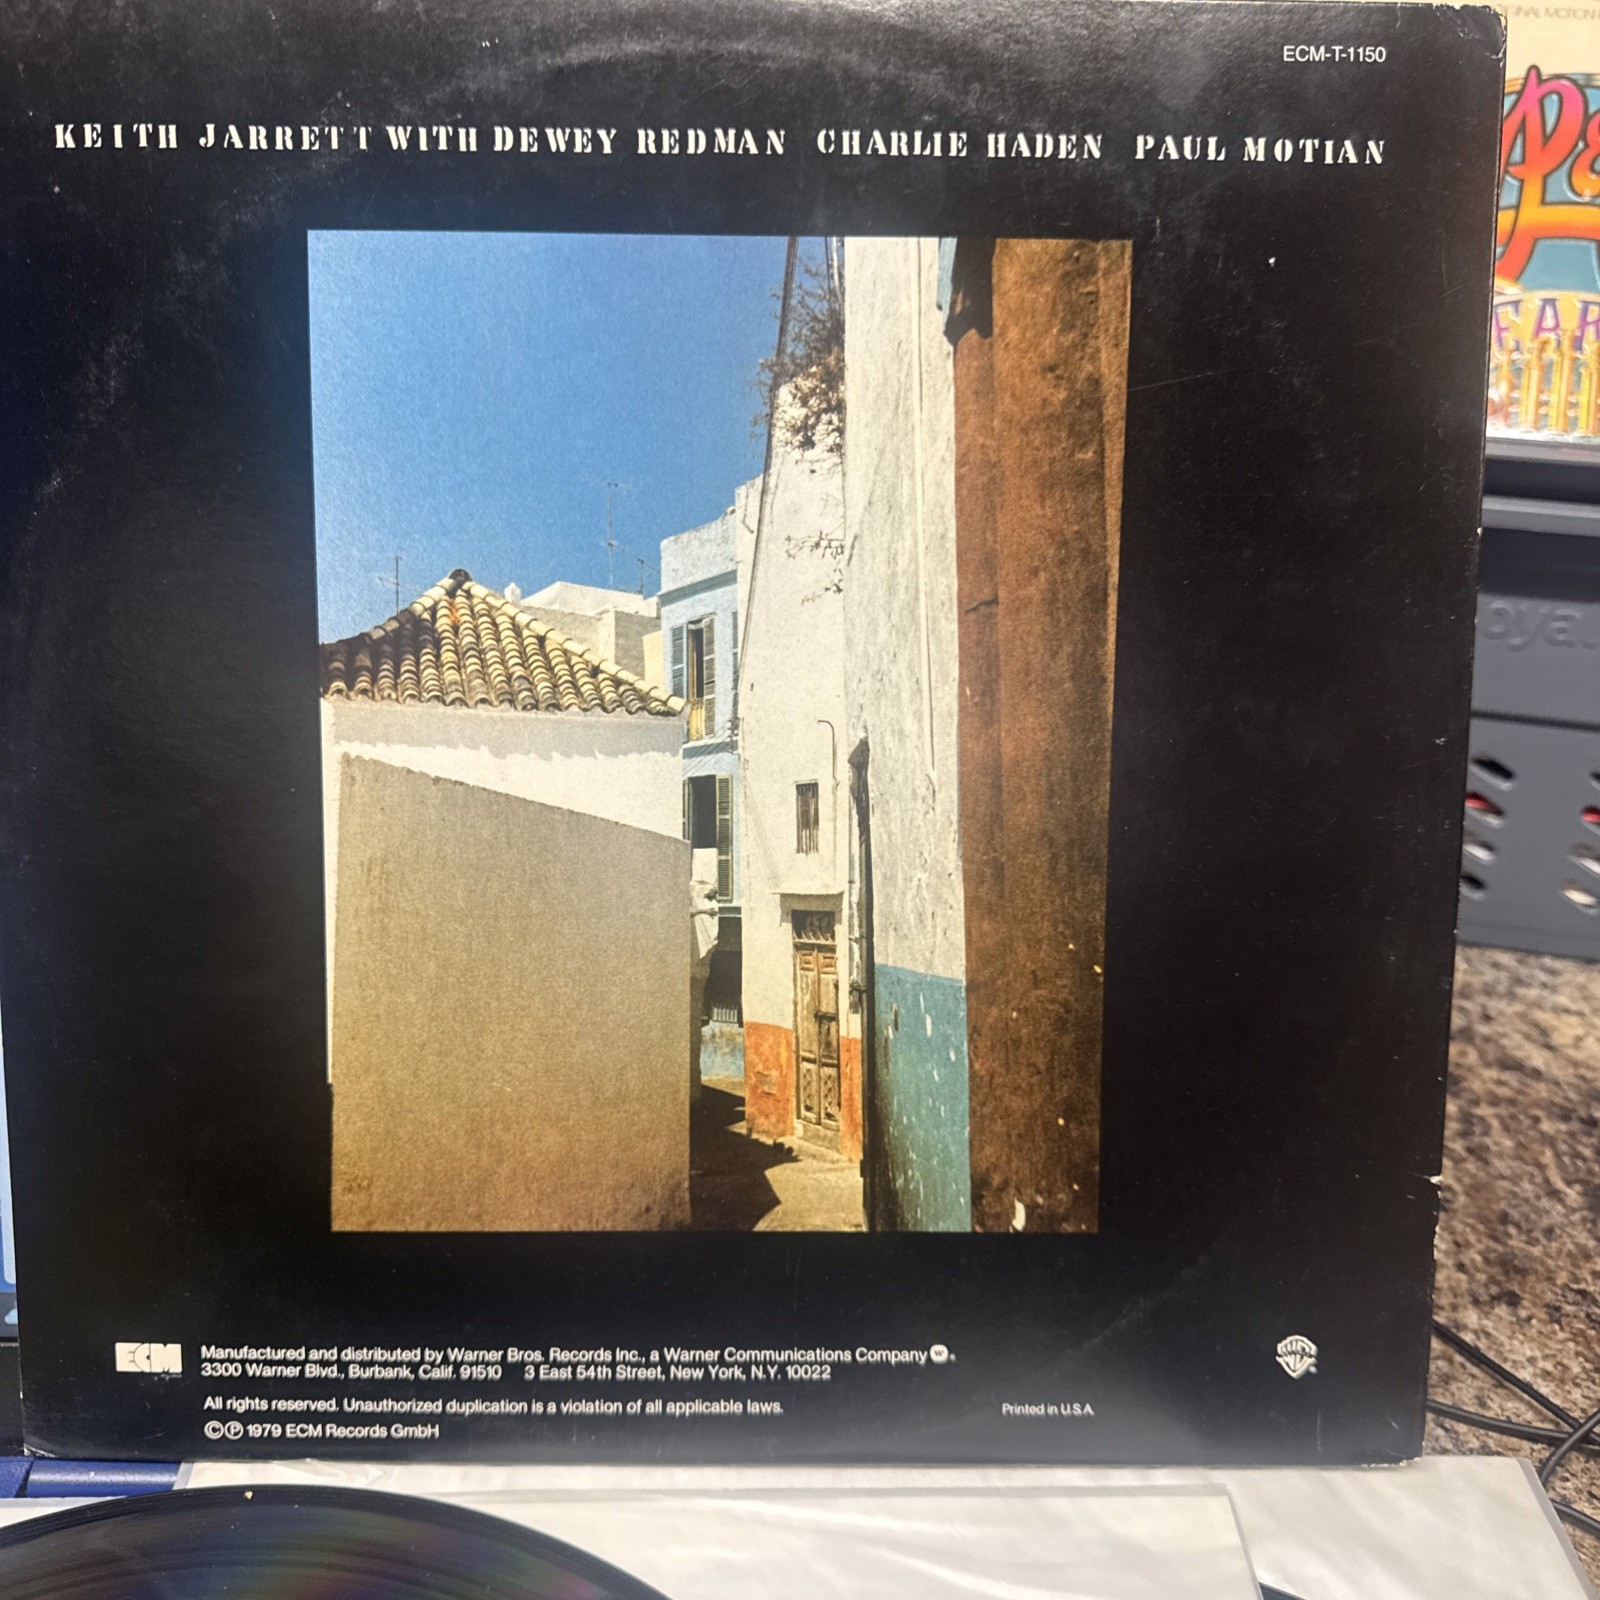 ECM-T-1150
KEITH JARRETT WITH DEWEY REDMAN CHARLIE HADEN PAUL MOTIAN
ECM Manufactured and distributed by Warner Bros. Records Inc., a Warner Communications Company W.
3300 Warner Blvd., Burbank, Calif. 91510 3 East 54th Street, New York, N.Y. 10022
All rights reserved. Unauthorized duplication is a violation of all applicable laws.
Printed in U.S.A.
©℗ 1979 ECM Records GmbH